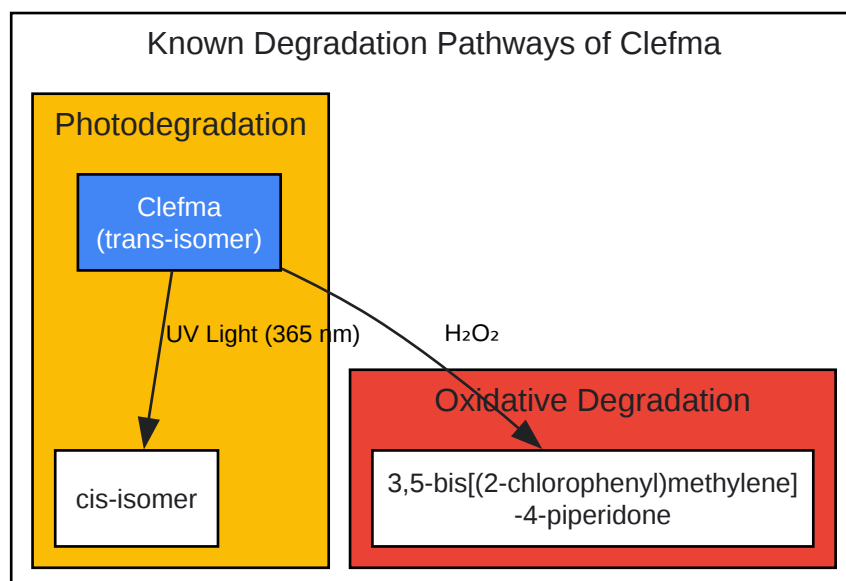 Known Degradation Pathways of Clefma
Photodegradation
Clefma
(trans-isomer)
UV Light (365 nm)
H₂O₂
Oxidative Degradation
cis-isomer
3,5-bis[(2-chlorophenyl)methylene]
-4-piperidone